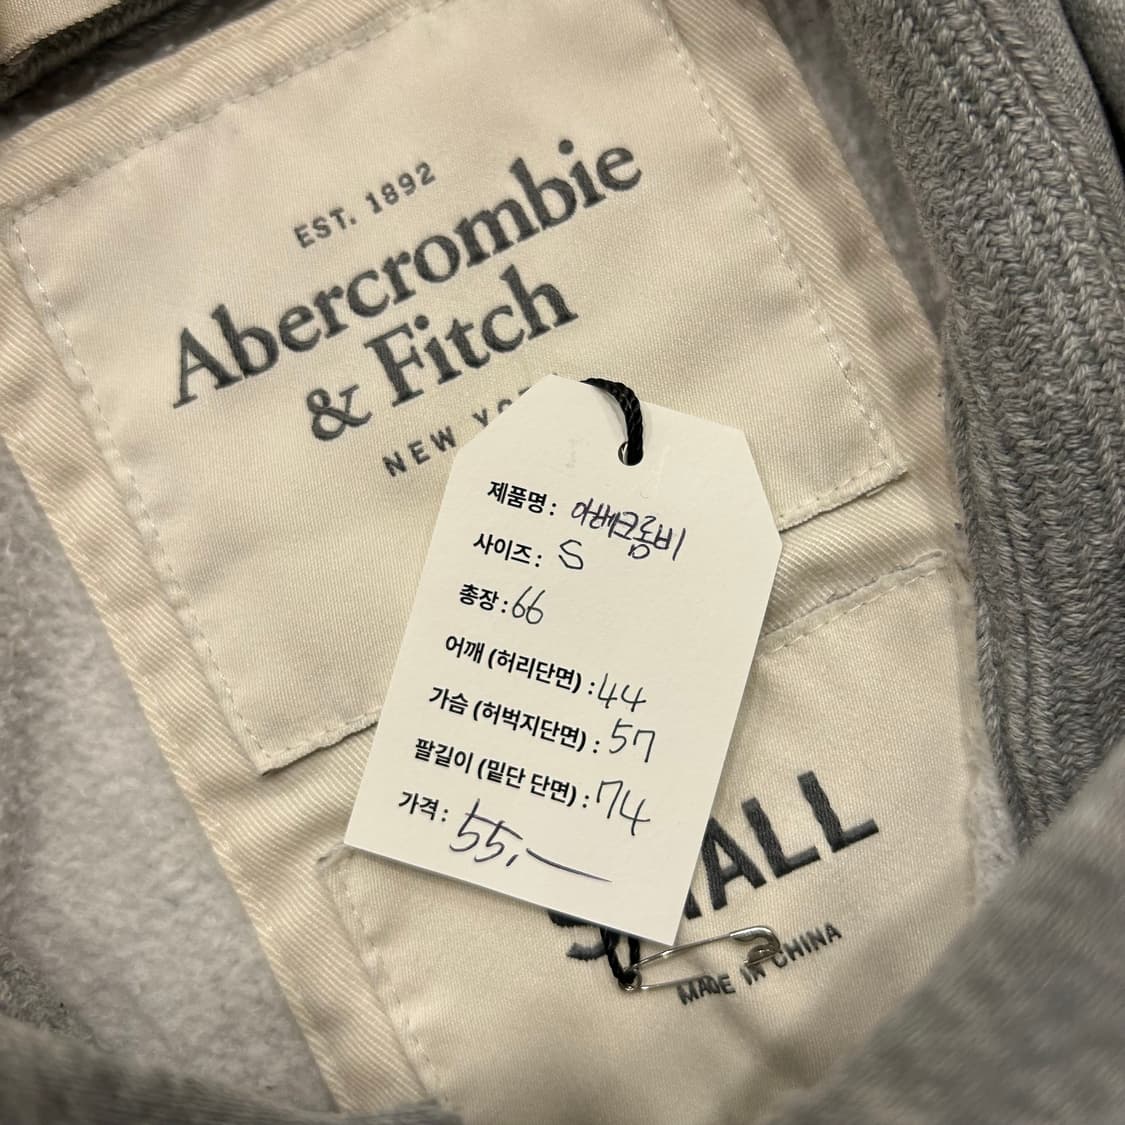 EST. 1892
Abercrombie
& Fitch
NEW YO
제품명: 아베크롬비
사이즈: S
총장: 66
어깨 (허리단면) : 44
가슴 (허벅지단면) : 57
팔길이 (밑단 단면) : 74
가격: 55,—
SMALL
MADE IN CHINA